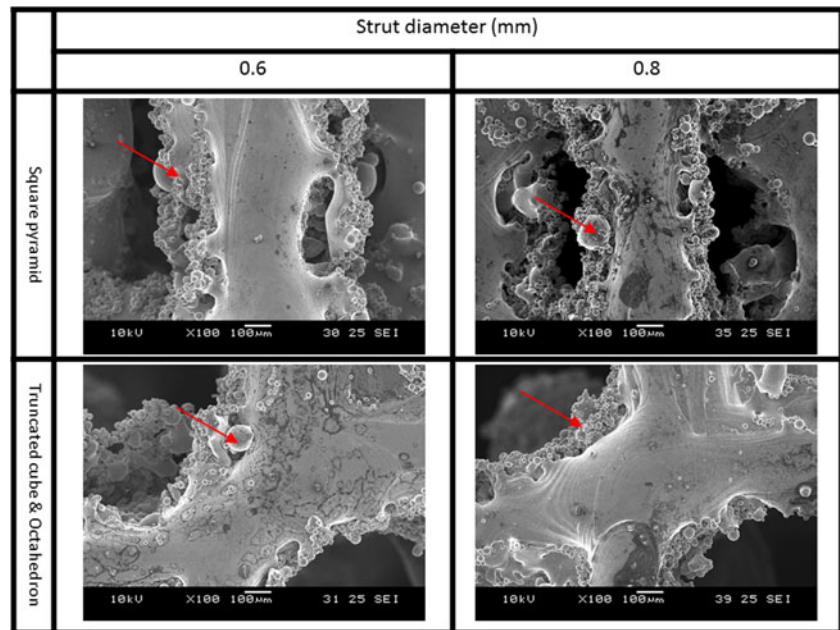 Strut diameter (mm)
0.6
0.8
Square pyramid
10kV X100 100µm 30 25 SEI
10kV X100 100µm 35 25 SEI
Truncated cube & Octahedron
10kV X100 100µm 31 25 SEI
10kV X100 100µm 39 25 SEI